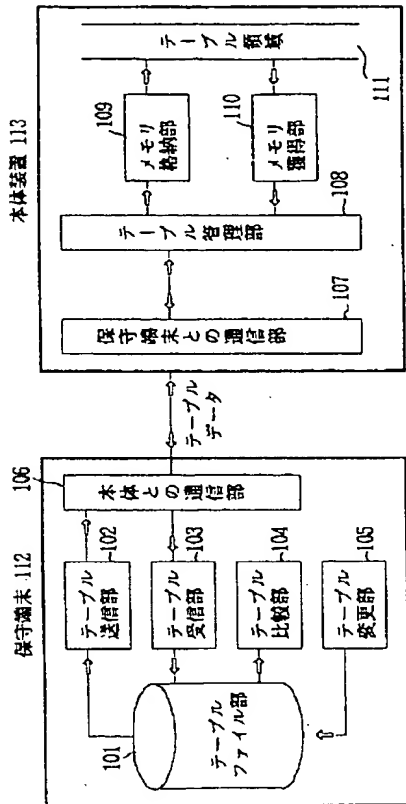 保守端末 112
101
テーブル
ファイル部
テーブル
送信部
102
テーブル
受信部
103
テーブル
比較部
104
テーブル
変更部
105
106
本体との通信部
テーブル
データ
本体装置 113
保守端末との通信部
107
テーブル管理部
108
109
メモリ
格納部
110
メモリ
獲得部
テーブル領域
111